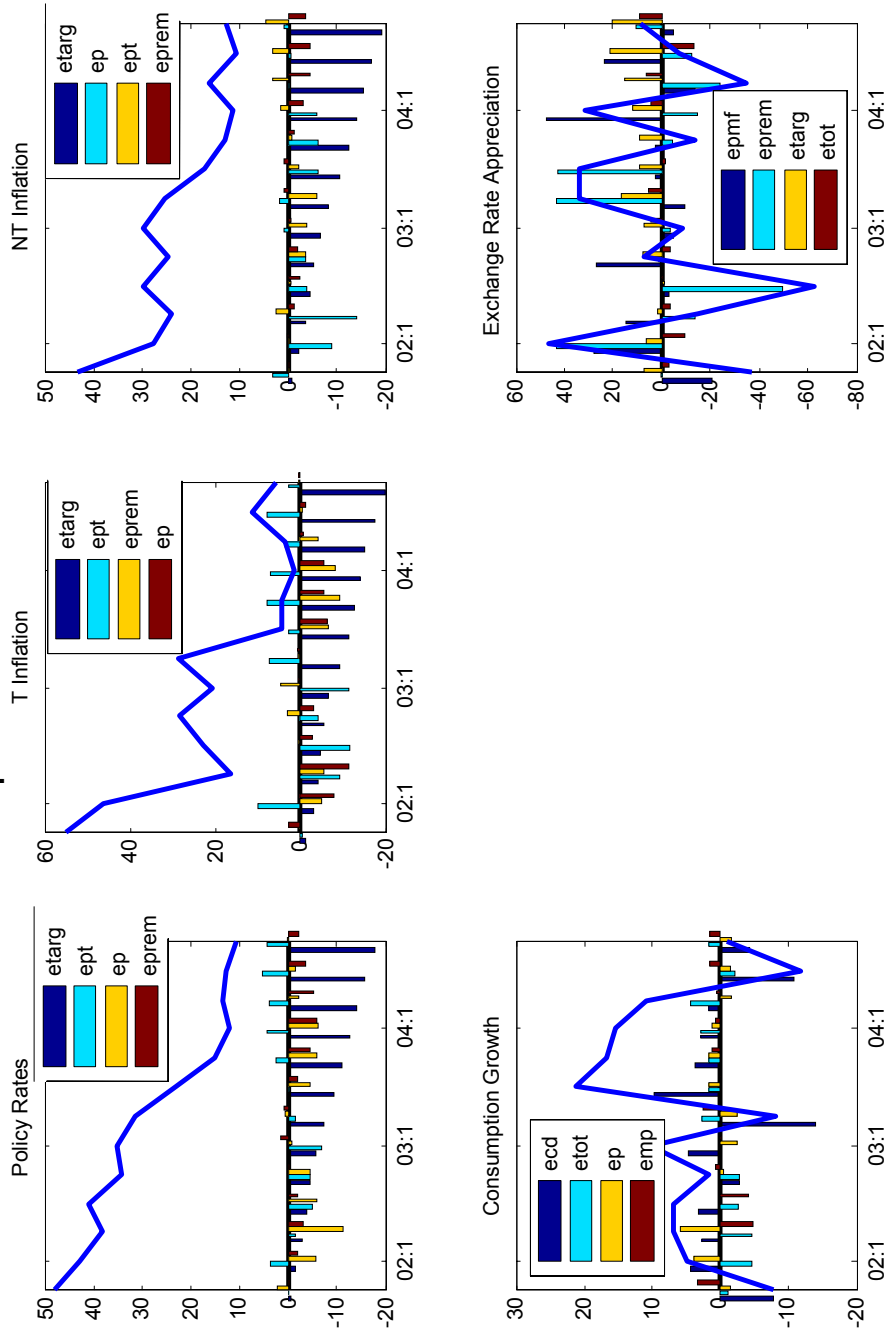 Policy Rates
50
40
30
20
10
0
-10
-20
02:1
03:1
04:1
etarg
ept
ep
eprem
T Inflation
60
40
20
0
-20
02:1
03:1
04:1
etarg
ept
eprem
ep
NT Inflation
50
40
30
20
10
0
-10
-20
02:1
03:1
04:1
etarg
ep
ept
eprem
Consumption Growth
30
20
10
0
-10
-20
02:1
03:1
04:1
ecd
etot
ep
emp
Exchange Rate Appreciation
60
40
20
0
-20
-40
-60
-80
02:1
03:1
04:1
epmf
eprem
etarg
etot